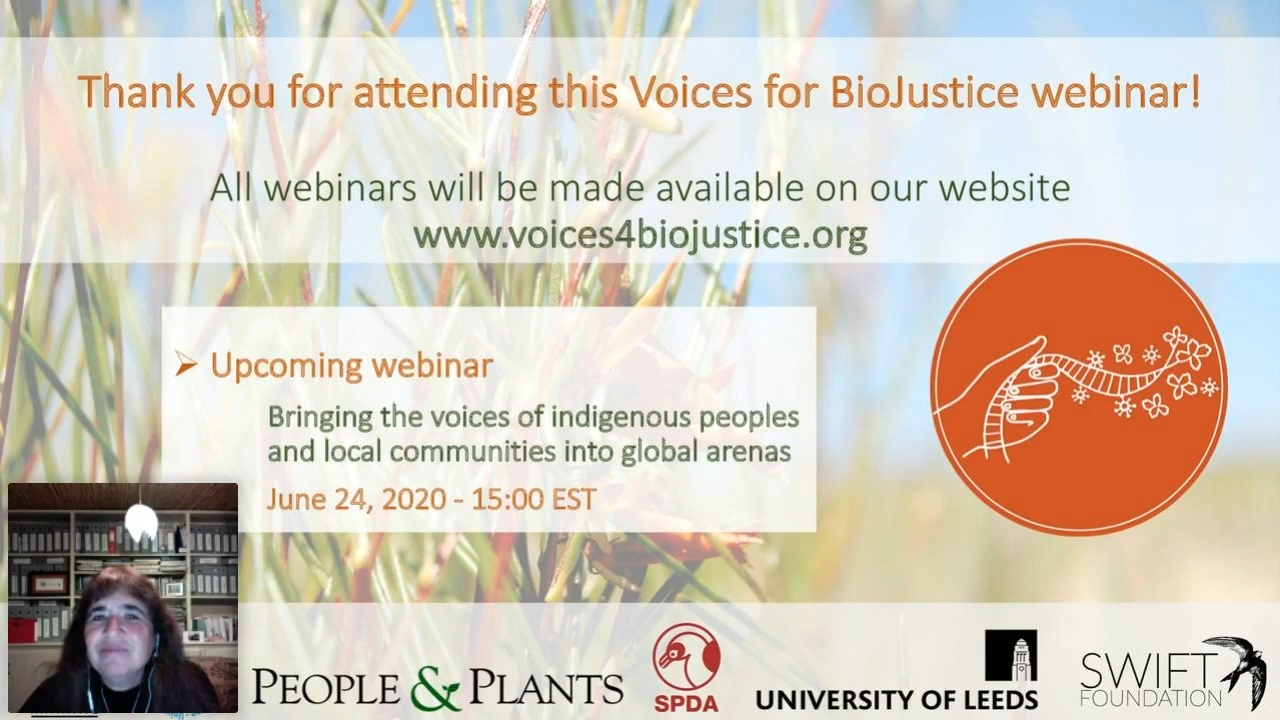 Thank you for attending this Voices for BioJustice webinar!
All webinars will be made available on our website
www.voices4biojustice.org
➢ Upcoming webinar
Bringing the voices of indigenous peoples
and local communities into global arenas
June 24, 2020 - 15:00 EST
PEOPLE & PLANTS
SPDA
UNIVERSITY OF LEEDS
SWIFT
FOUNDATION